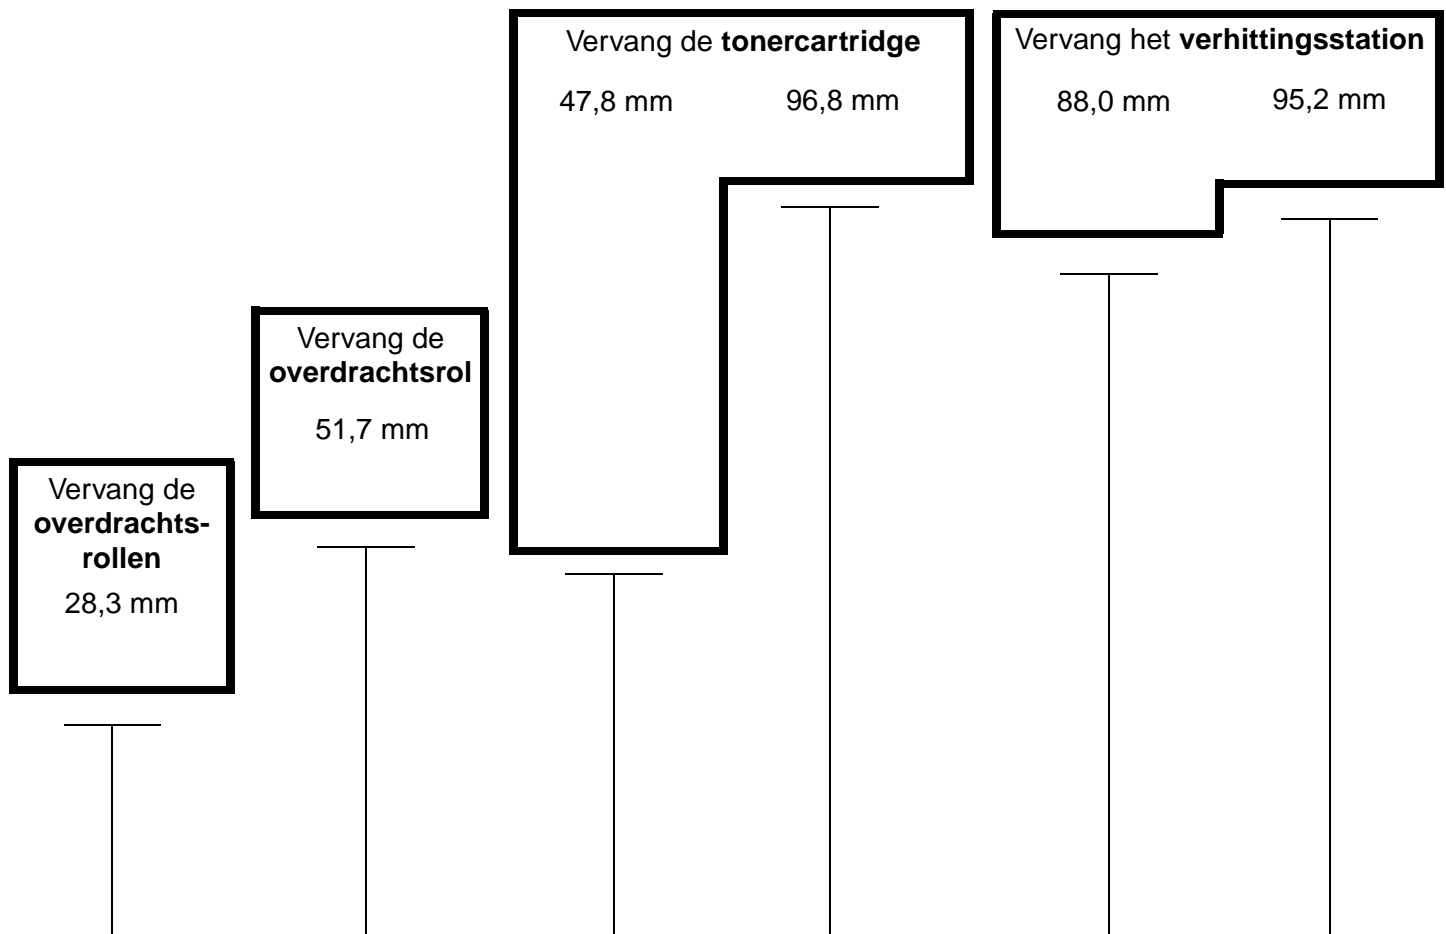 Vervang de tonercartridge
47,8 mm 96,8 mm
Vervang het verhittingsstation
88,0 mm 95,2 mm
Vervang de
overdrachtsrol
51,7 mm
Vervang de
overdrachts-
rollen
28,3 mm